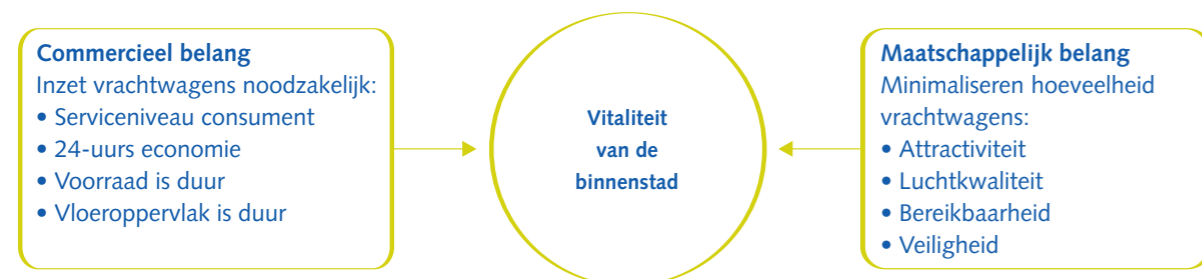 Commercieel belang
Inzet vrachtwagens noodzakelijk:
• Serviceniveau consument
• 24-uurs economie
• Voorraad is duur
• Vloeroppervlak is duur
Vitaliteit
van de
binnenstad
Maatschappelijk belang
Minimaliseren hoeveelheid
vrachtwagens:
• Attractiviteit
• Luchtkwaliteit
• Bereikbaarheid
• Veiligheid